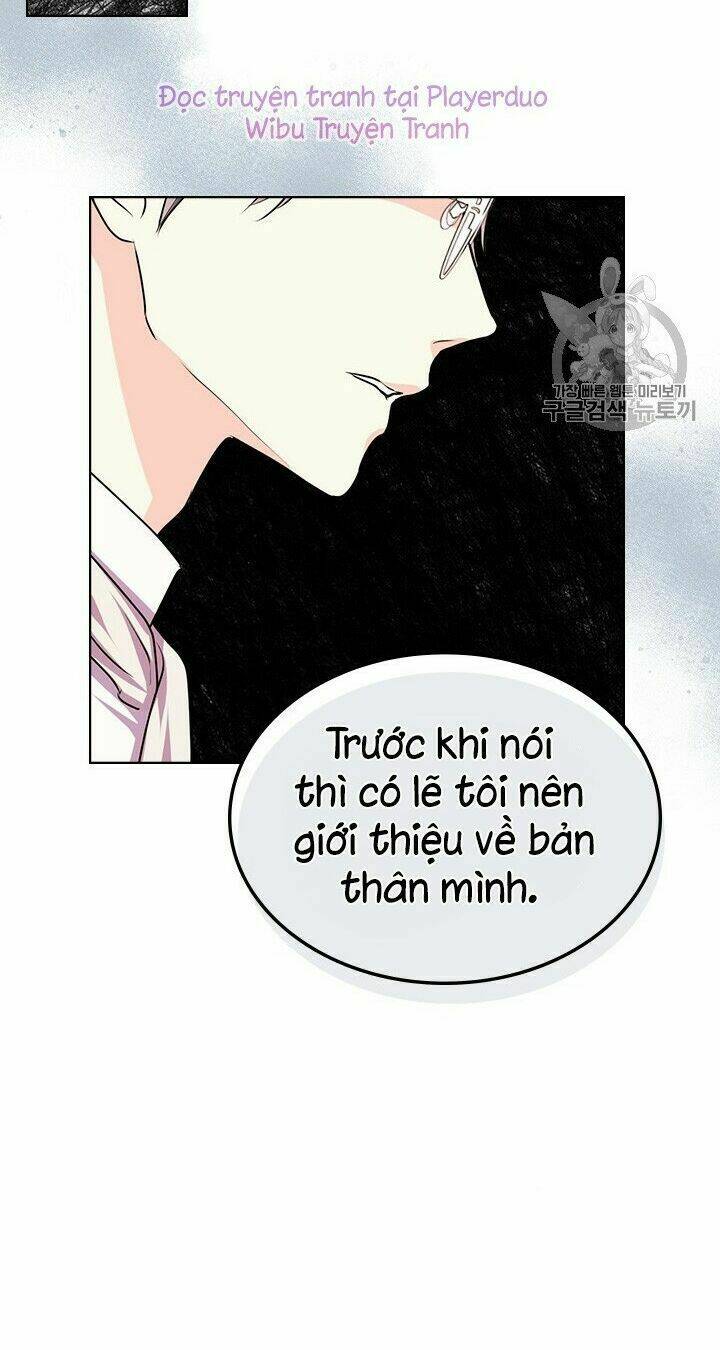 Đọc truyện tranh tại Playerduo
Wibu Truyện Tranh
가장 빠른 웹툰 미리보기
구글검색 뉴토끼
Trước khi nói
thì có lẽ tôi nên
giới thiệu về bản
thân mình.